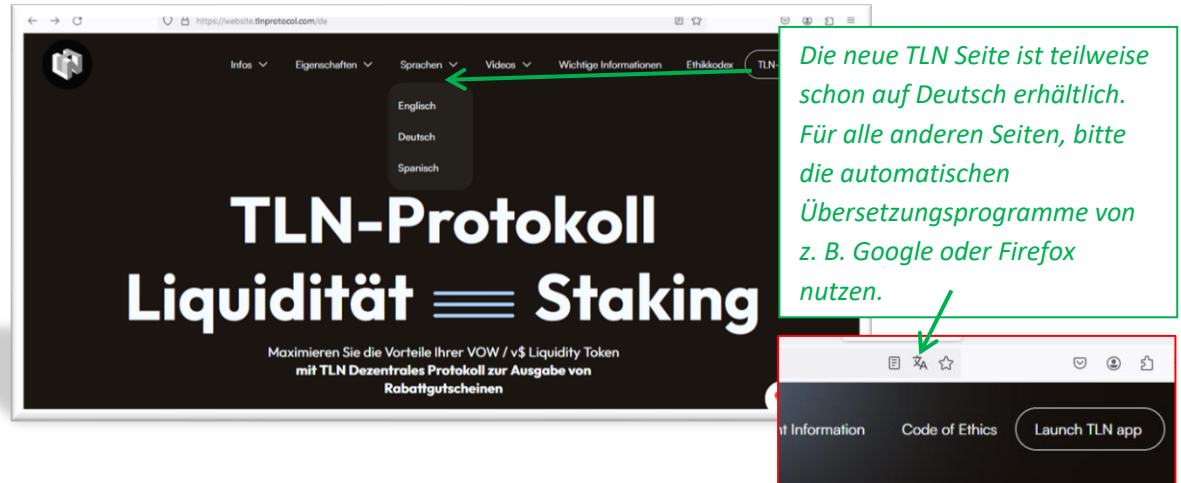 https://website.tlnprotocol.com/de
Infos Eigenschaften Sprachen Videos Wichtige Informationen Ethikkodex TLN-
Englisch
Deutsch
Spanisch
TLN-Protokoll
Liquidität Staking
Maximieren Sie die Vorteile Ihrer VOW / v$ Liquidity Token
mit TLN Dezentrales Protokoll zur Ausgabe von
Rabattgutscheinen
Die neue TLN Seite ist teilweise
schon auf Deutsch erhältlich.
Für alle anderen Seiten, bitte
die automatischen
Übersetzungsprogramme von
z. B. Google oder Firefox
nutzen.
nt Information Code of Ethics Launch TLN app